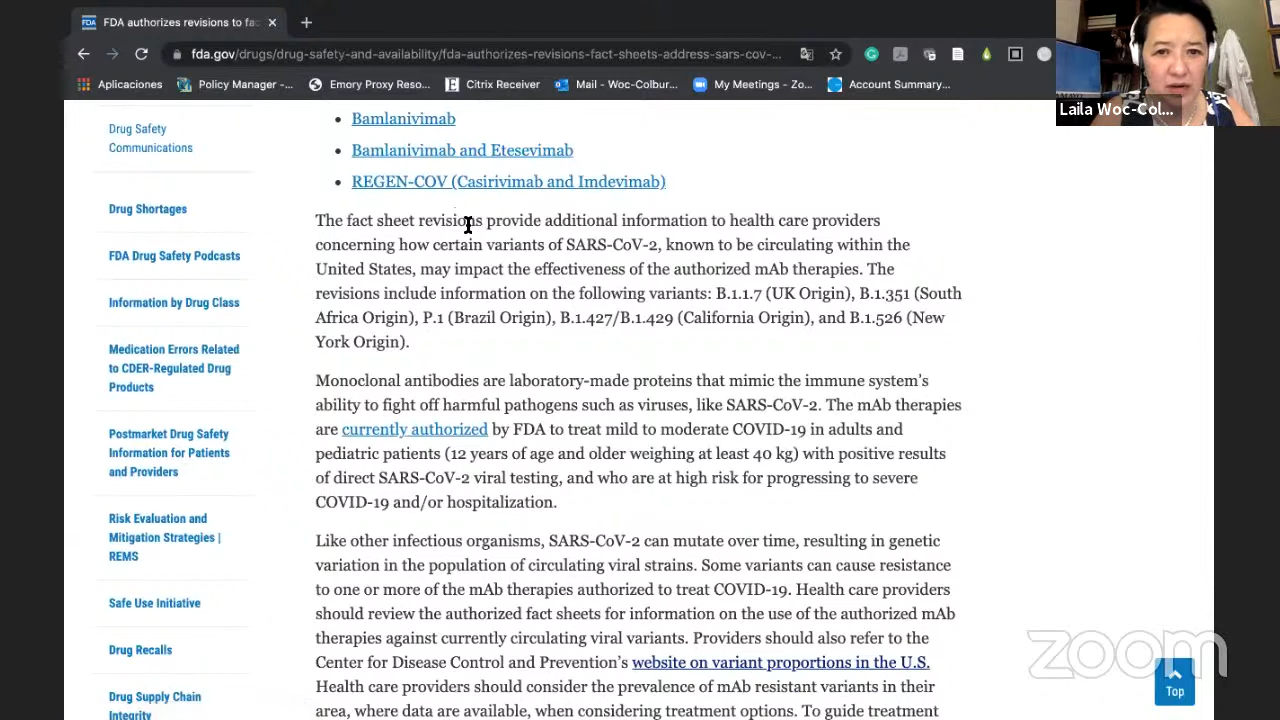 FDA authorizes revisions to fac
fda.gov/drugs/drug-safety-and-availability/fda-authorizes-revisions-fact-sheets-address-sars-cov-...
Aplicaciones Policy Manager -... Emory Proxy Reso... Citrix Receiver Mail - Woc-Colbur... My Meetings - Zo... Account Summary...
Laila Woc-Col...
Drug Safety
Communications
Drug Shortages
FDA Drug Safety Podcasts
Information by Drug Class
Medication Errors Related
to CDER-Regulated Drug
Products
Postmarket Drug Safety
Information for Patients
and Providers
Risk Evaluation and
Mitigation Strategies |
REMS
Safe Use Initiative
Drug Recalls
Drug Supply Chain
Integrity
• Bamlanivimab
• Bamlanivimab and Etesevimab
• REGEN-COV (Casirivimab and Imdevimab)
The fact sheet revisions provide additional information to health care providers
concerning how certain variants of SARS-CoV-2, known to be circulating within the
United States, may impact the effectiveness of the authorized mAb therapies. The
revisions include information on the following variants: B.1.1.7 (UK Origin), B.1.351 (South
Africa Origin), P.1 (Brazil Origin), B.1.427/B.1.429 (California Origin), and B.1.526 (New
York Origin).
Monoclonal antibodies are laboratory-made proteins that mimic the immune system's
ability to fight off harmful pathogens such as viruses, like SARS-CoV-2. The mAb therapies
are currently authorized by FDA to treat mild to moderate COVID-19 in adults and
pediatric patients (12 years of age and older weighing at least 40 kg) with positive results
of direct SARS-CoV-2 viral testing, and who are at high risk for progressing to severe
COVID-19 and/or hospitalization.
Like other infectious organisms, SARS-CoV-2 can mutate over time, resulting in genetic
variation in the population of circulating viral strains. Some variants can cause resistance
to one or more of the mAb therapies authorized to treat COVID-19. Health care providers
should review the authorized fact sheets for information on the use of the authorized mAb
therapies against currently circulating viral variants. Providers should also refer to the
Center for Disease Control and Prevention's website on variant proportions in the U.S.
Health care providers should consider the prevalence of mAb resistant variants in their
area, where data are available, when considering treatment options. To guide treatment
zoom
Top